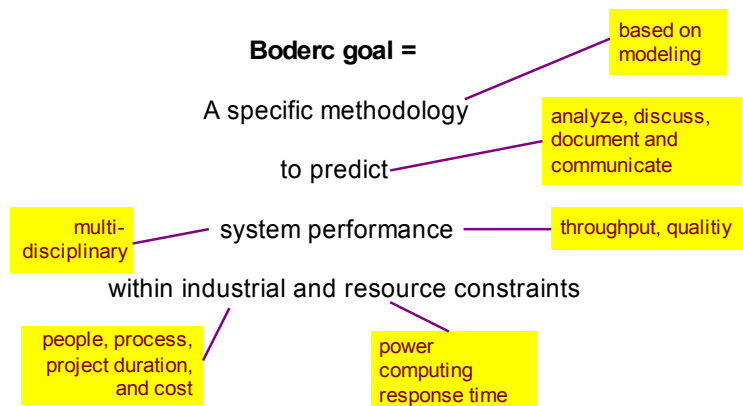 Boderc goal =
based on
modeling
A specific methodology
analyze, discuss,
document and
communicate
to predict
multi-
disciplinary
system performance
throughput, qualitiy
within industrial and resource constraints
people, process,
project duration,
and cost
power
computing
response time